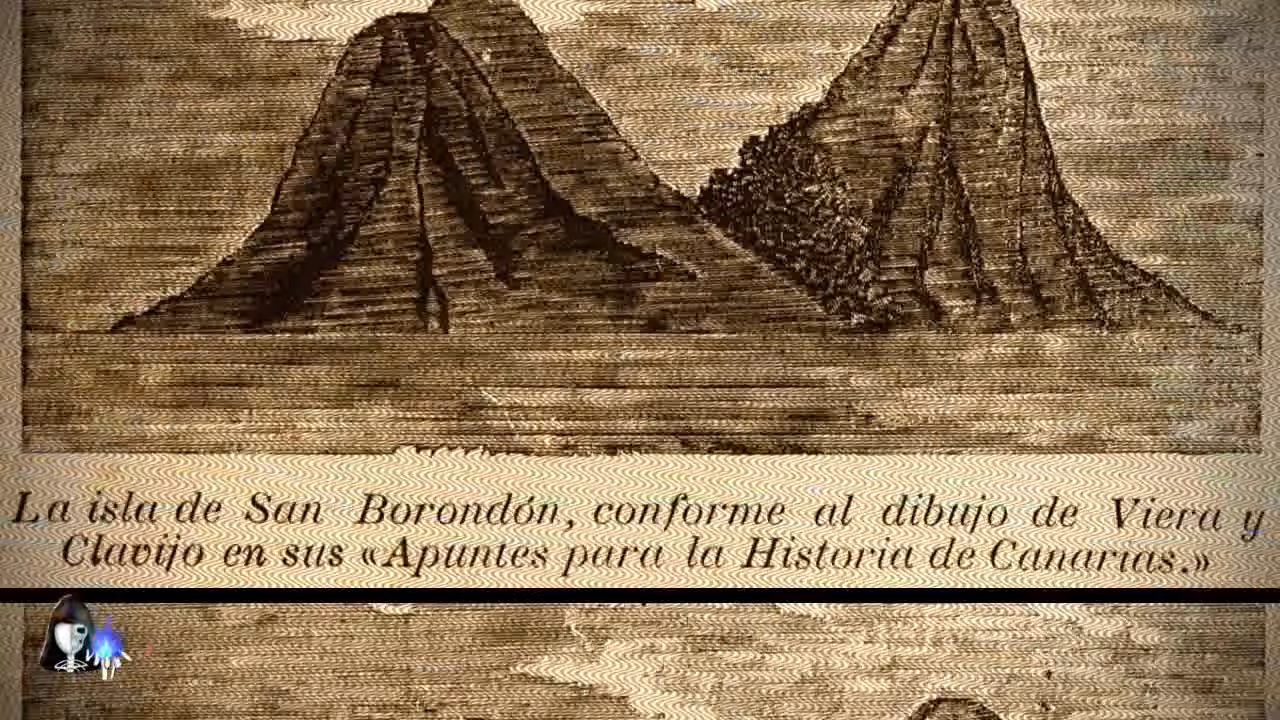 La isla de San Borondón, conforme al dibujo de Viera y
Clavijo en sus «Apuntes para la Historia de Canarias.»